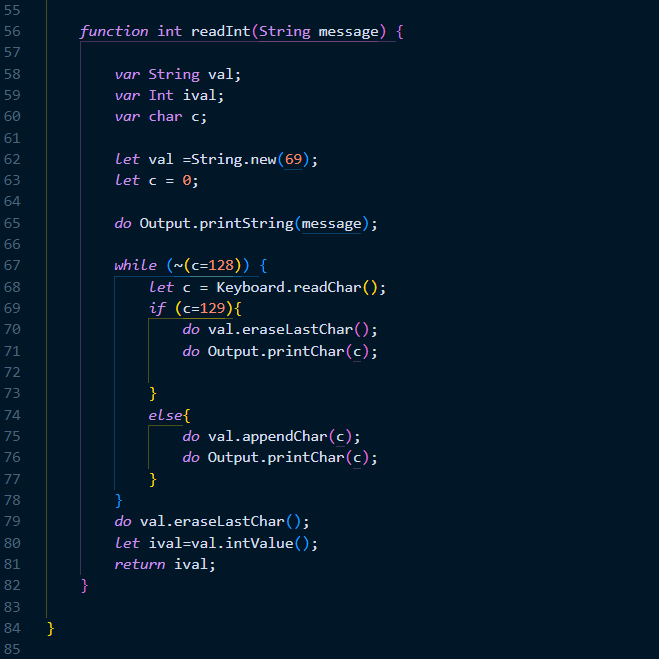 55
56 function int readInt(String message) {
57
58 var String val;
59 var Int ival;
60 var char c;
61
62 let val =String.new(69);
63 let c = 0;
64
65 do Output.printString(message);
66
67 while (~(c=128)) {
68 let c = Keyboard.readChar();
69 if (c=129){
70 do val.eraseLastChar();
71 do Output.printChar(c);
72
73 }
74 else{
75 do val.appendChar(c);
76 do Output.printChar(c);
77 }
78 }
79 do val.eraseLastChar();
80 let ival=val.intValue();
81 return ival;
82 }
83
84 }
85